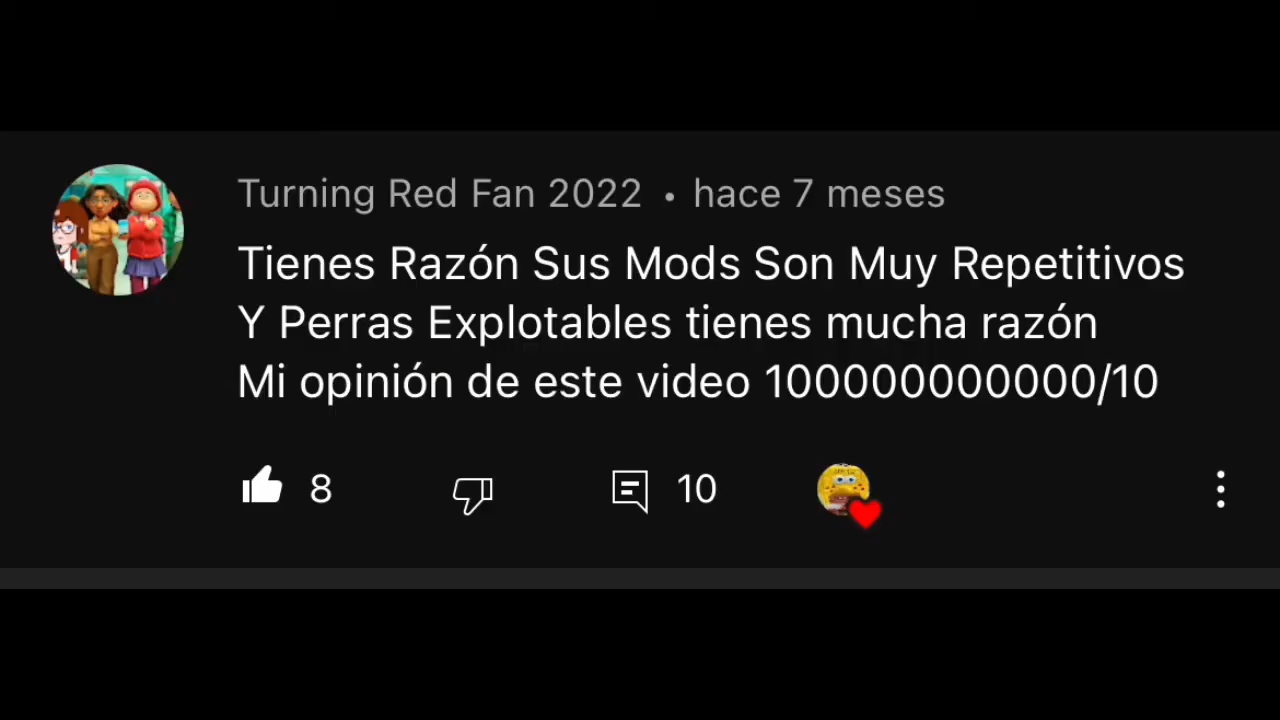 Turning Red Fan 2022 • hace 7 meses
Tienes Razón Sus Mods Son Muy Repetitivos
Y Perras Explotables tienes mucha razón
Mi opinión de este video 100000000000/10
8 10